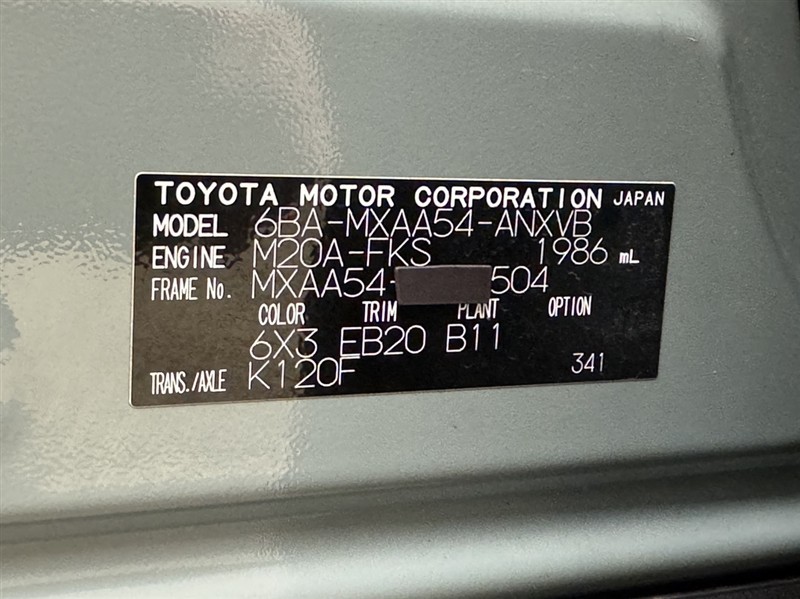 TOYOTA MOTOR CORPORATION JAPAN
MODEL 6BA-MXAA54-ANXVB
ENGINE M20A-FKS 1986 mL
FRAME No. MXAA54- 504
COLOR TRIM PLANT OPTION
6X3 EB20 B11
TRANS./AXLE K120F 341